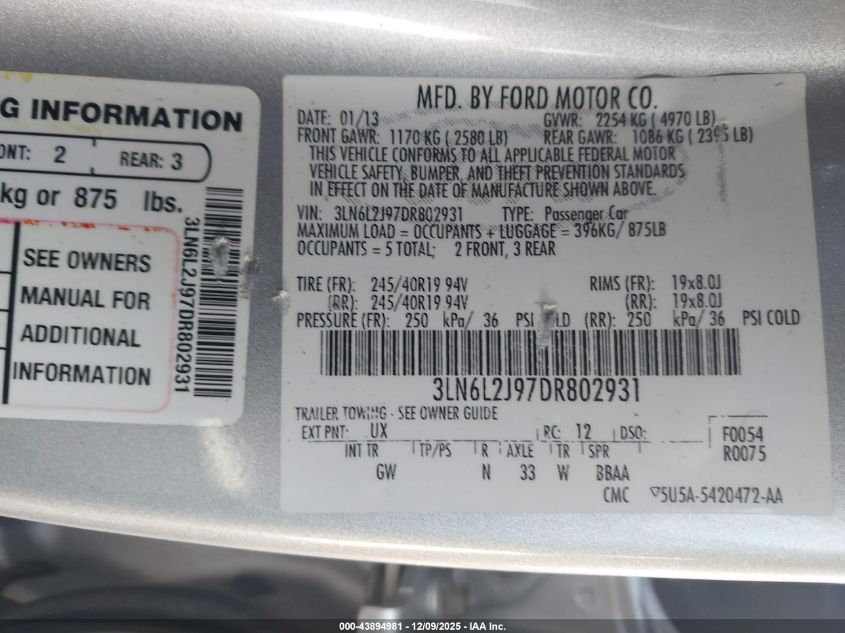 G INFORMATION
ONT: 2 REAR: 3
kg or 875 lbs.
SEE OWNERS
MANUAL FOR
ADDITIONAL
INFORMATION
3LN6L2J97DR802931
MFD. BY FORD MOTOR CO.
DATE: 01/13 GVWR: 2254 KG ( 4970 LB)
FRONT GAWR: 1170 KG ( 2580 LB) REAR GAWR: 1086 KG ( 2395 LB)
THIS VEHICLE CONFORMS TO ALL APPLICABLE FEDERAL MOTOR
VEHICLE SAFETY, BUMPER, AND THEFT PREVENTION STANDARDS
IN EFFECT ON THE DATE OF MANUFACTURE SHOWN ABOVE.
VIN: 3LN6L2J97DR802931 TYPE: Passenger Car
MAXIMUM LOAD = OCCUPANTS + LUGGAGE = 396KG/ 875LB
OCCUPANTS = 5 TOTAL; 2 FRONT, 3 REAR
TIRE (FR): 245/40R19 94V RIMS (FR): 19x8.0J
(RR): 245/40R19 94V (RR): 19x8.0J
PRESSURE (FR): 250 kPa/ 36 PSI COLD (RR): 250 kPa/ 36 PSI COLD
3LN6L2J97DR802931
TRAILER TOWING - SEE OWNER GUIDE
EXT PNT: UX RC: 12 DSO: F0054
INT TR TP/PS R AXLE TR SPR R0075
GW N 33 W BBAA
CMC ▽5U5A-5420472-AA
000-43894981 - 12/09/2025 - IAA Inc.